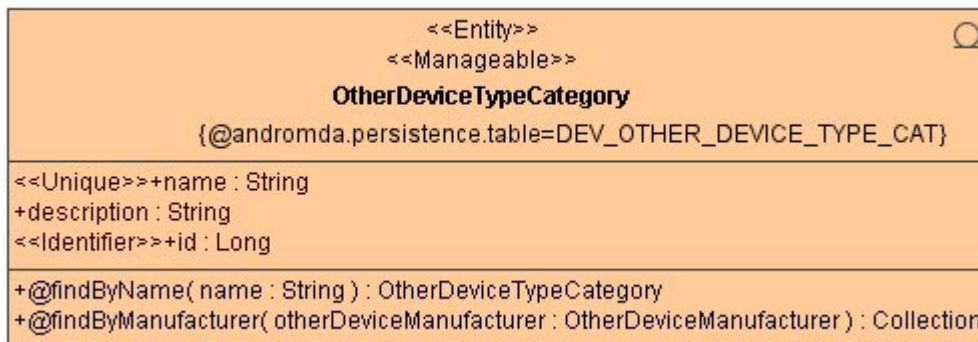 <<Entity>>
<<Manageable>>
OtherDeviceTypeCategory
{@andromda.persistence.table=DEV_OTHER_DEVICE_TYPE_CAT}
<<Unique>>+name : String
+description : String
<<Identifier>>+id : Long
+@findByName( name : String ) : OtherDeviceTypeCategory
+@findByManufacturer( otherDeviceManufacturer : OtherDeviceManufacturer ) : Collection